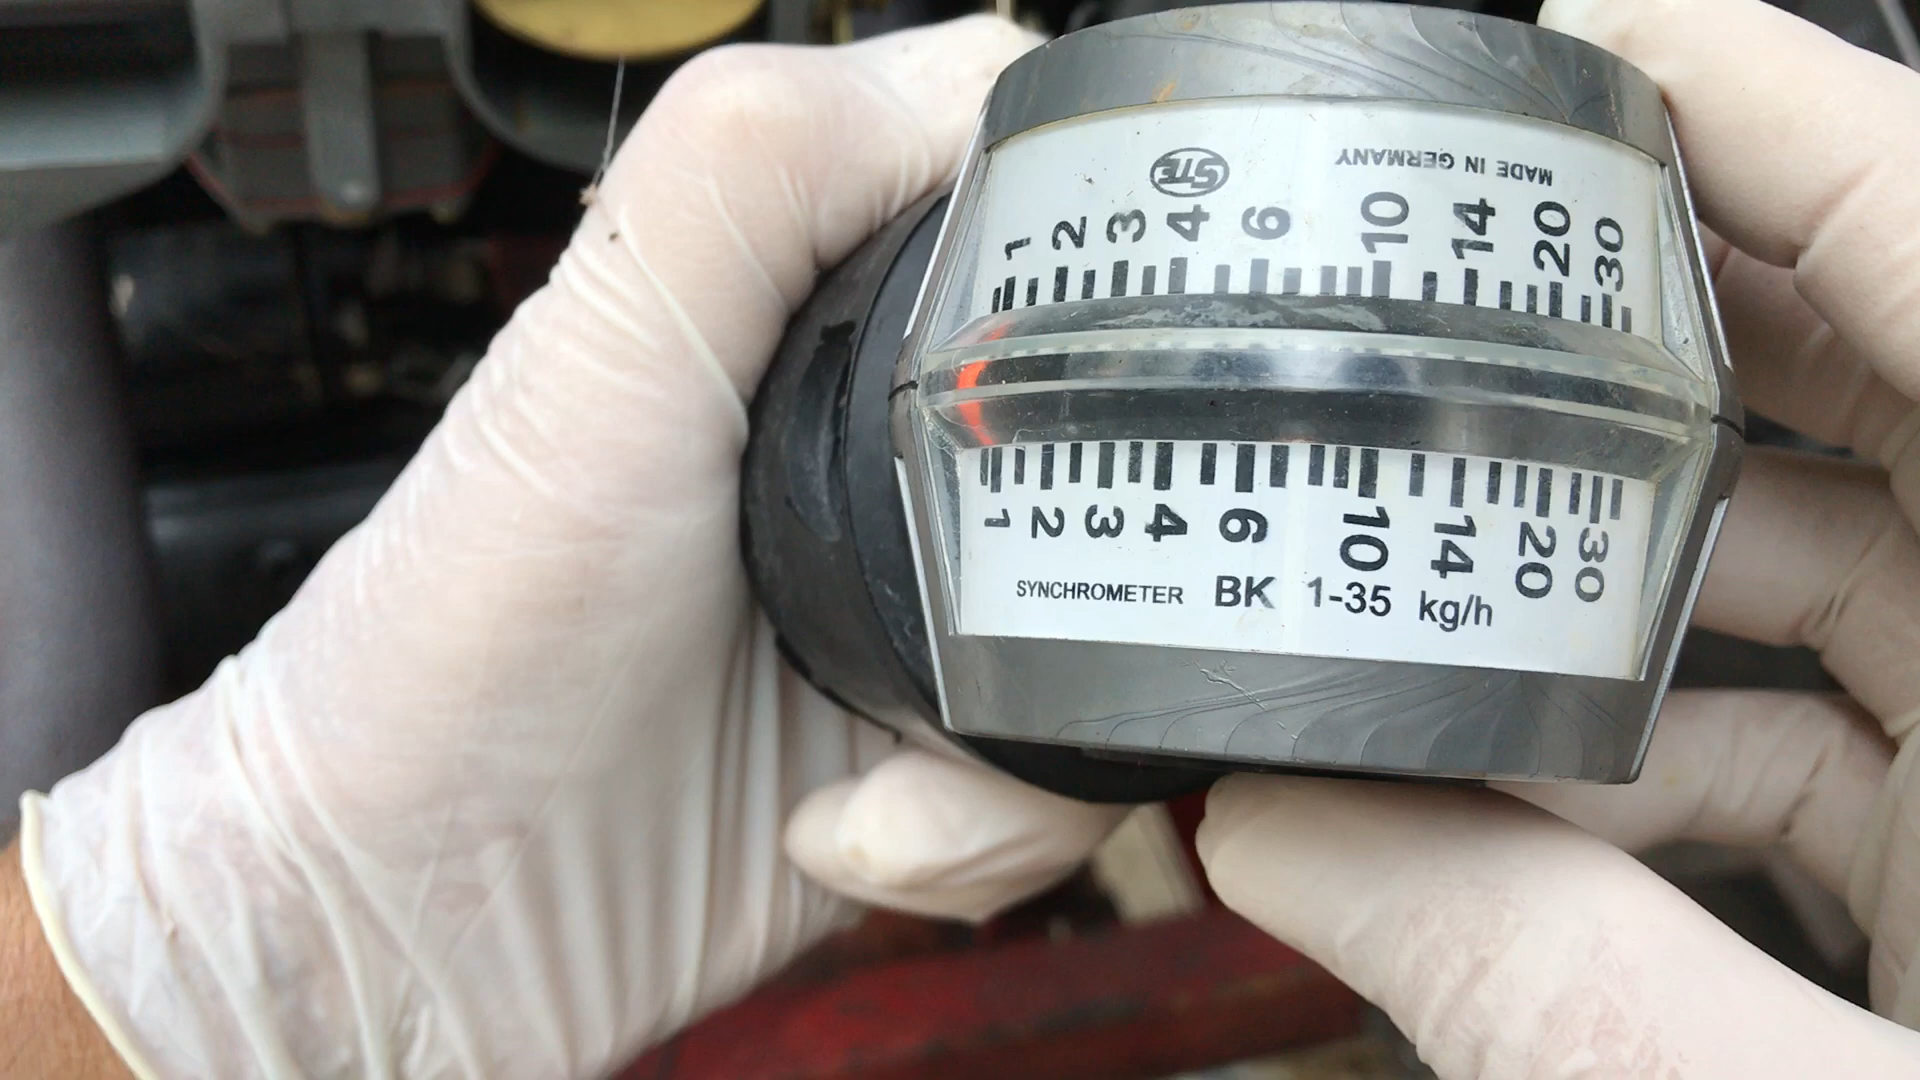 MADE IN GERMANY
STE
1 2 3 4 6 10 14 20 30
1 2 3 4 6 10 14 20 30
SYNCHROMETER BK 1-35 kg/h